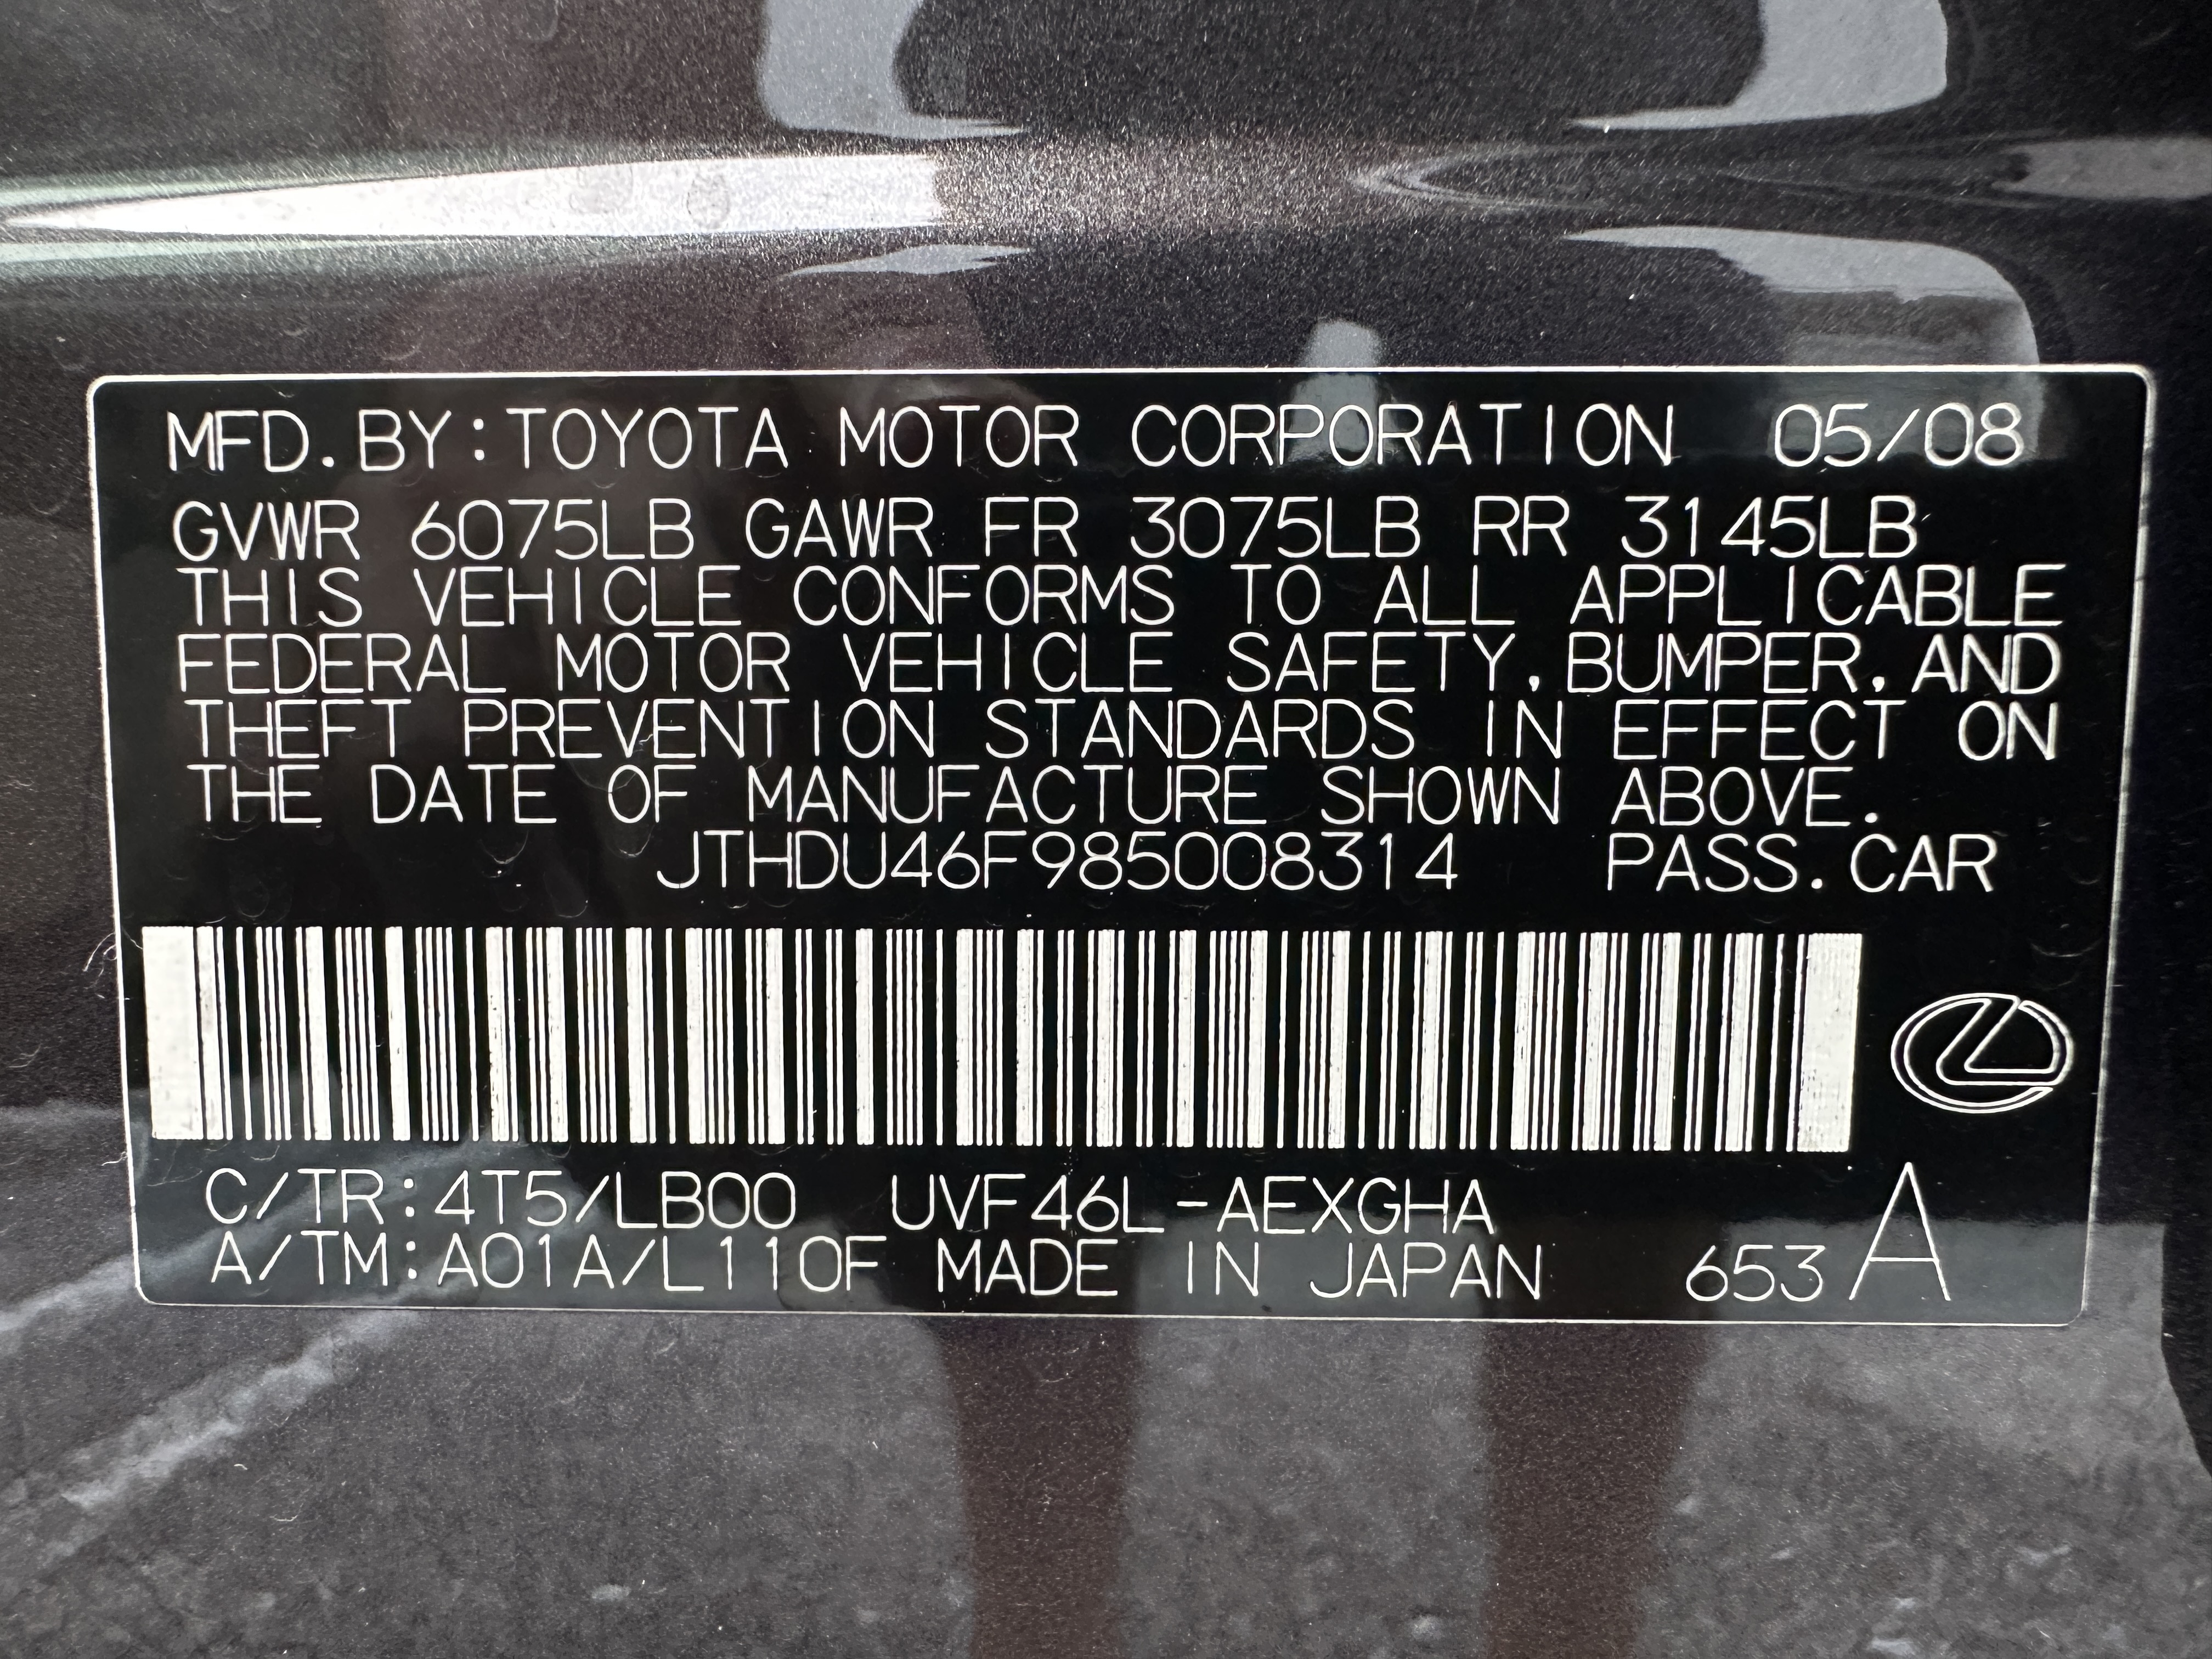 MFD.BY:TOYOTA MOTOR CORPORATION 05/08
GVWR 6075LB GAWR FR 3075LB RR 3145LB
THIS VEHICLE CONFORMS TO ALL APPLICABLE
FEDERAL MOTOR VEHICLE SAFETY,BUMPER,AND
THEFT PREVENTION STANDARDS IN EFFECT ON
THE DATE OF MANUFACTURE SHOWN ABOVE.
JTHDU46F985008314 PASS.CAR
C/TR:4T5/LB00 UVF46L-AEXGHA
A/TM:A01A/L110F MADE IN JAPAN 653 A